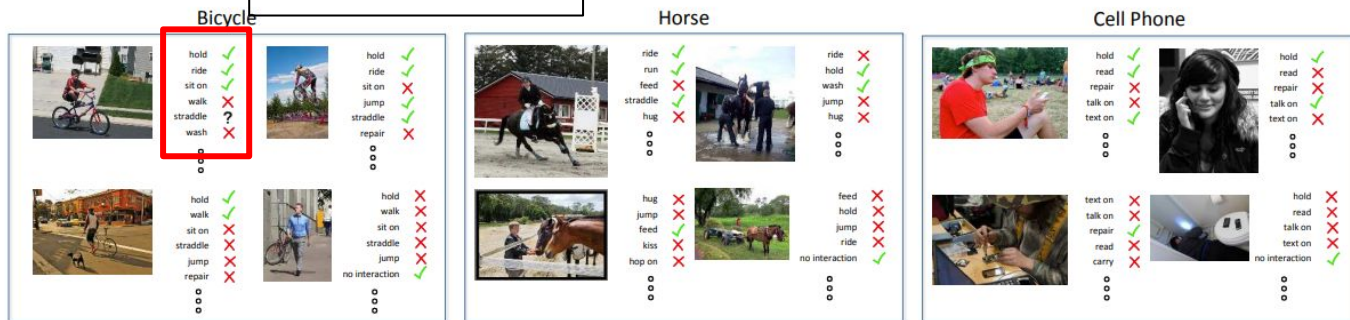 Bicycle
hold
ride
sit on
walk
straddle ?
wash
hold
ride
sit on
jump
straddle
repair
hold
walk
sit on
straddle
jump
repair
hold
walk
sit on
straddle
jump
no interaction
Horse
ride
run
feed
straddle
hug
ride
hold
wash
jump
hug
hug
jump
feed
kiss
hop on
feed
hold
jump
ride
no interaction
Cell Phone
hold
read
repair
talk on
text on
hold
read
repair
talk on
text on
text on
talk on
repair
read
carry
hold
read
talk on
text on
no interaction